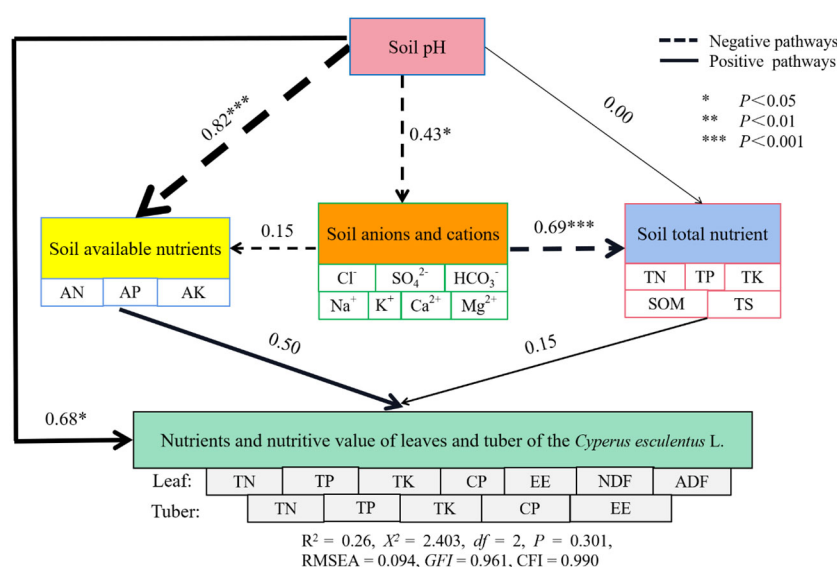 Soil pH
Negative pathways
Positive pathways
* P<0.05
** P<0.01
*** P<0.001
0.82***
0.43*
0.00
Soil available nutrients
0.15
Soil anions and cations
0.69***
Soil total nutrient
AN AP AK
Cl⁻ SO₄²⁻ HCO₃⁻
Na⁺ K⁺ Ca²⁺ Mg²⁺
TN TP TK
SOM TS
0.50
0.15
0.68*
Nutrients and nutritive value of leaves and tuber of the Cyperus esculentus L.
Leaf: TN TP TK CP EE NDF ADF
Tuber: TN TP TK CP EE
R² = 0.26, X² = 2.403, df = 2, P = 0.301,
RMSEA = 0.094, GFI = 0.961, CFI = 0.990